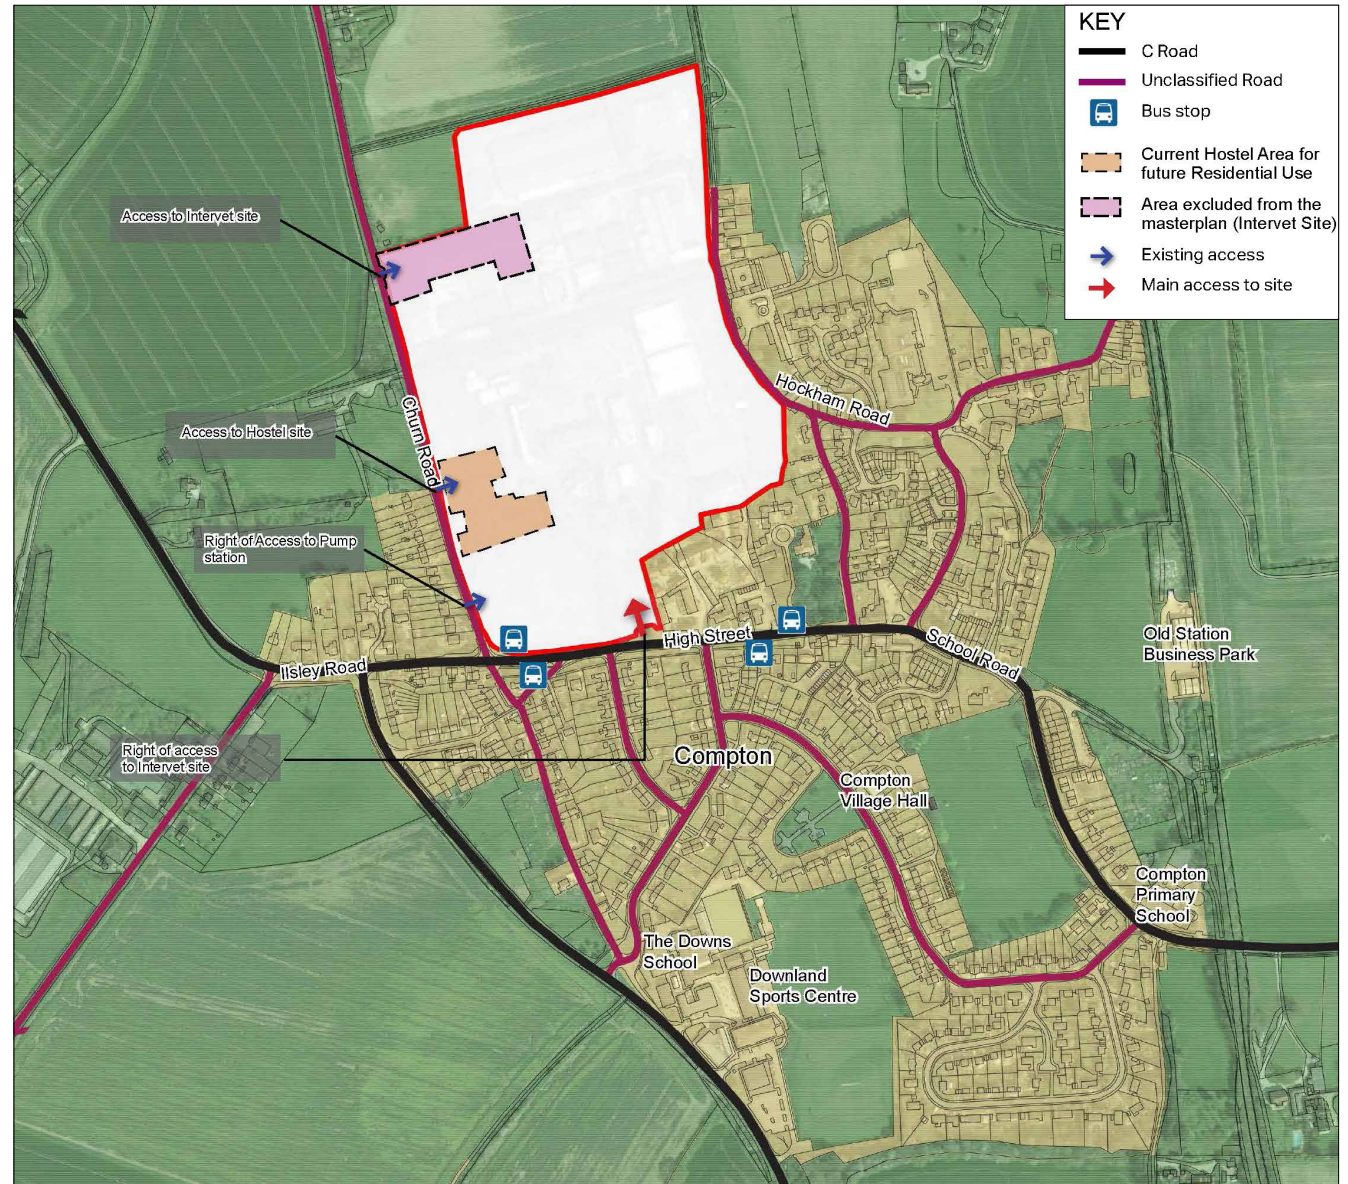 KEY
C Road
Unclassified Road
Bus stop
Current Hostel Area for
future Residential Use
Area excluded from the
masterplan (Intervet Site)
Existing access
Main access to site
Access to Intervet site
Hockham Road
Churn Road
Access to Hostel site
Right of Access to Pump
station
High Street
School Road
Old Station
Business Park
Ilsley Road
Right of access
to Intervet site
Compton
Compton
Village Hall
Compton
Primary
School
The Downs
School
Downland
Sports Centre